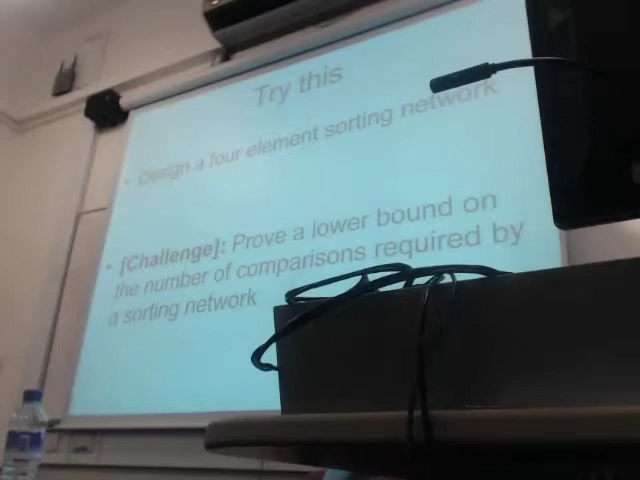 Try this
• Design a four element sorting network
• [Challenge]: Prove a lower bound on
the number of comparisons required by
a sorting network